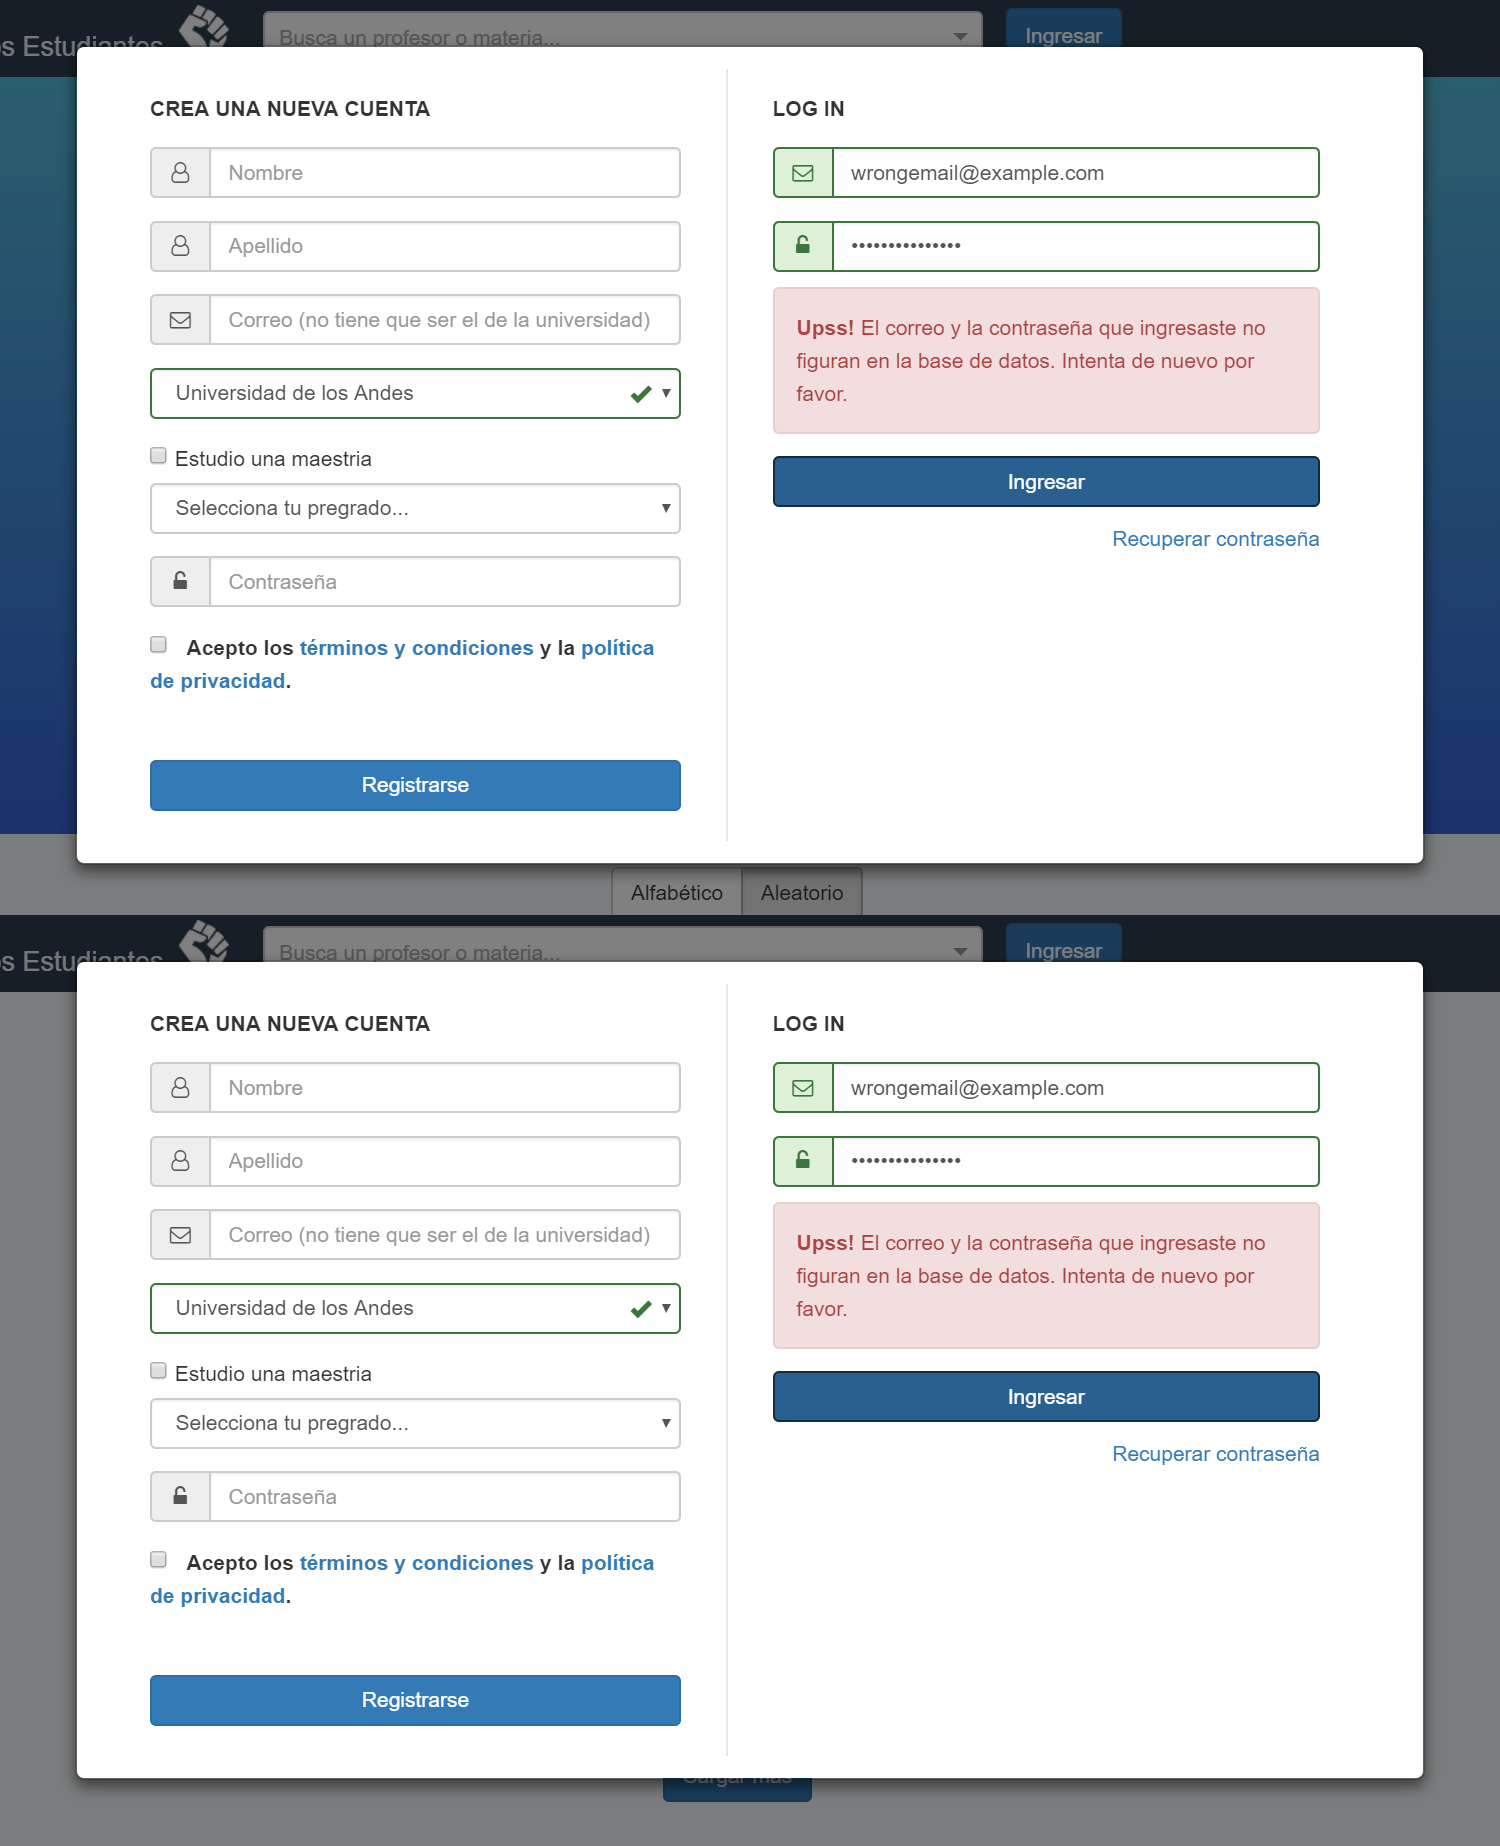 s Estudiantes
Busca un profesor o materia...
Ingresar
CREA UNA NUEVA CUENTA
Nombre
Apellido
Correo (no tiene que ser el de la universidad)
Universidad de los Andes
Estudio una maestria
Selecciona tu pregrado...
Contraseña
Acepto los términos y condiciones y la política
de privacidad.
Registrarse
LOG IN
wrongemail@example.com
•••••••••••••••
Upss! El correo y la contraseña que ingresaste no
figuran en la base de datos. Intenta de nuevo por
favor.
Ingresar
Recuperar contraseña
Alfabético
Aleatorio
s Estudiantes
Busca un profesor o materia...
Ingresar
CREA UNA NUEVA CUENTA
Nombre
Apellido
Correo (no tiene que ser el de la universidad)
Universidad de los Andes
Estudio una maestria
Selecciona tu pregrado...
Contraseña
Acepto los términos y condiciones y la política
de privacidad.
Registrarse
LOG IN
wrongemail@example.com
•••••••••••••••
Upss! El correo y la contraseña que ingresaste no
figuran en la base de datos. Intenta de nuevo por
favor.
Ingresar
Recuperar contraseña
Cargar más